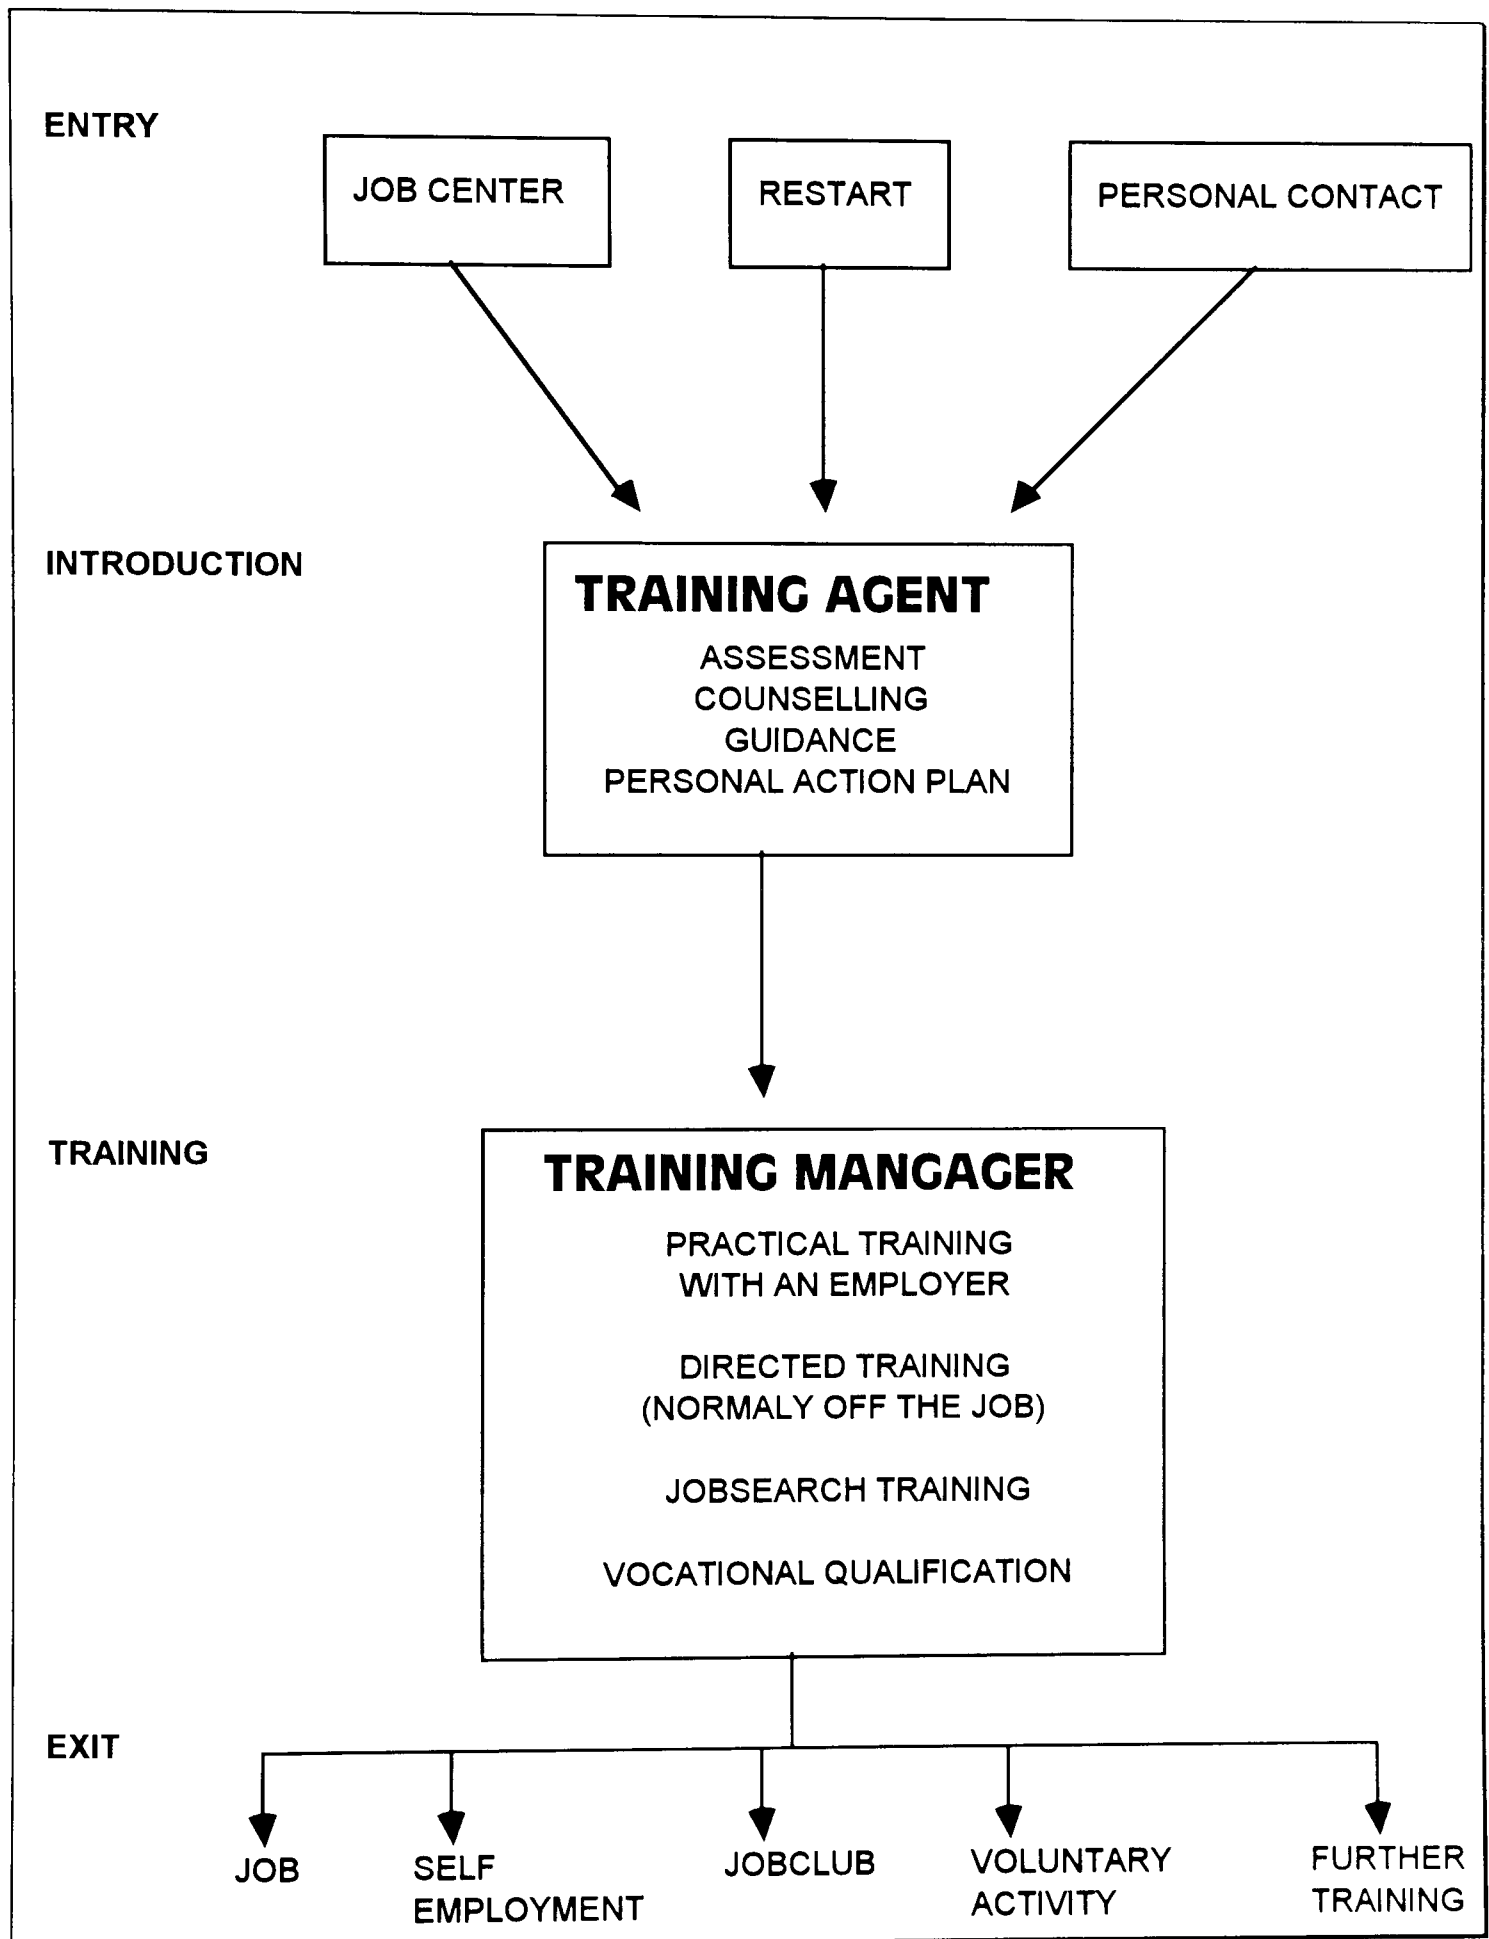 ENTRY
JOB CENTER
RESTART
PERSONAL CONTACT
INTRODUCTION
TRAINING AGENT
ASSESSMENT
COUNSELLING
GUIDANCE
PERSONAL ACTION PLAN
TRAINING
TRAINING MANGAGER
PRACTICAL TRAINING
WITH AN EMPLOYER
DIRECTED TRAINING
(NORMALY OFF THE JOB)
JOBSEARCH TRAINING
VOCATIONAL QUALIFICATION
EXIT
JOB
SELF
EMPLOYMENT
JOBCLUB
VOLUNTARY
ACTIVITY
FURTHER
TRAINING